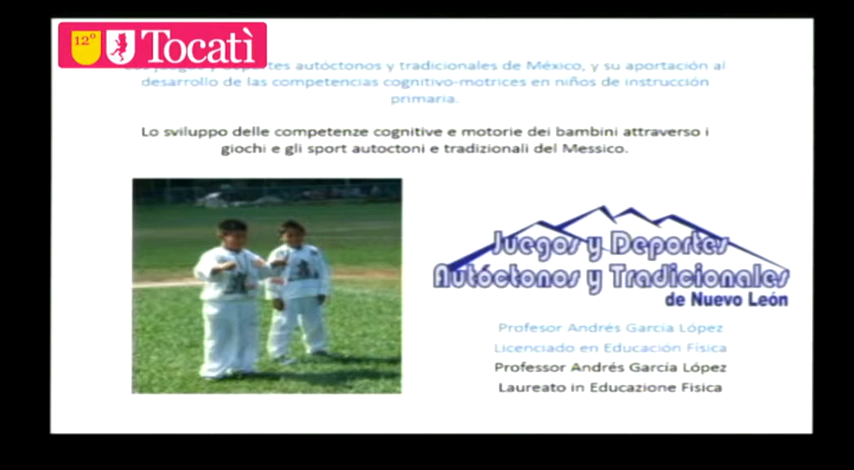 12º
Tocatì
deportes autóctonos y tradicionales de México, y su aportación al
desarrollo de las competencias cognitivo-motrices en niños de instrucción
primaria.
Lo sviluppo delle competenze cognitive e motorie dei bambini attraverso i
giochi e gli sport autoctoni e tradizionali del Messico.
Juegos y Deportes
Autóctonos y Tradicionales
de Nuevo León
Profesor Andrés García López
Licenciado en Educación Física
Professor Andrés García López
Laureato in Educazione Fisica